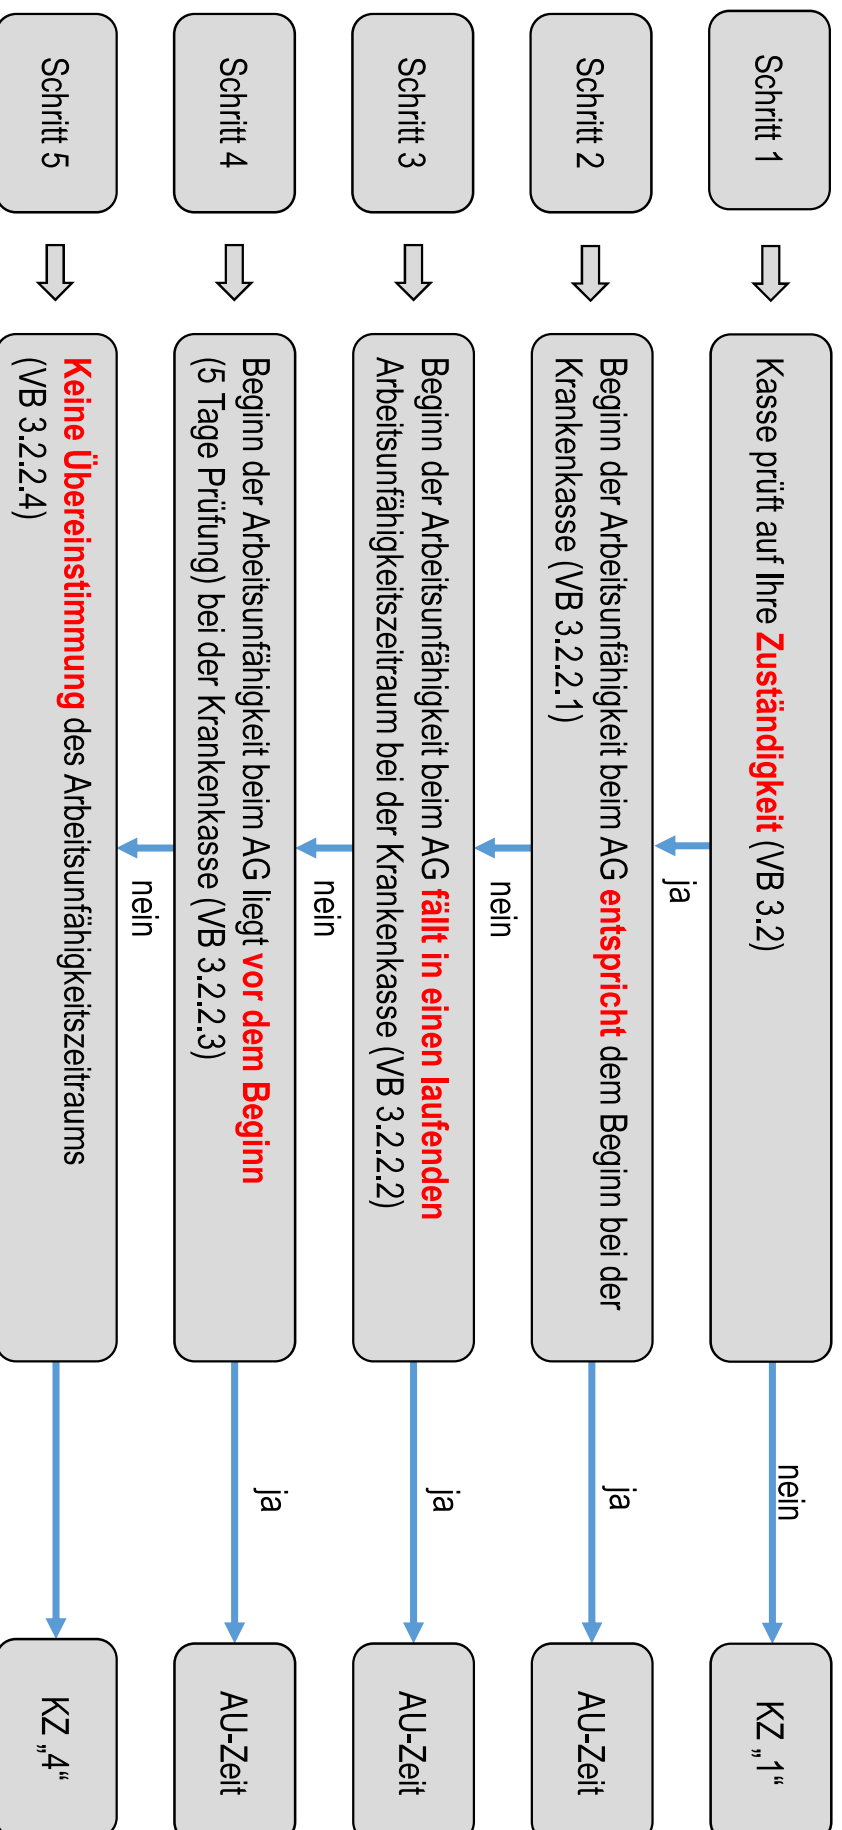 Schritt 1
Kasse prüft auf Ihre Zuständigkeit (VB 3.2)
nein
KZ „1“
ja
Schritt 2
Beginn der Arbeitsunfähigkeit beim AG entspricht dem Beginn bei der
Krankenkasse (VB 3.2.2.1)
ja
AU-Zeit
nein
Schritt 3
Beginn der Arbeitsunfähigkeit beim AG fällt in einen laufenden
Arbeitsunfähigkeitszeitraum bei der Krankenkasse (VB 3.2.2.2)
ja
AU-Zeit
nein
Schritt 4
Beginn der Arbeitsunfähigkeit beim AG liegt vor dem Beginn
(5 Tage Prüfung) bei der Krankenkasse (VB 3.2.2.3)
ja
AU-Zeit
nein
Schritt 5
Keine Übereinstimmung des Arbeitsunfähigkeitszeitraums
(VB 3.2.2.4)
KZ „4“